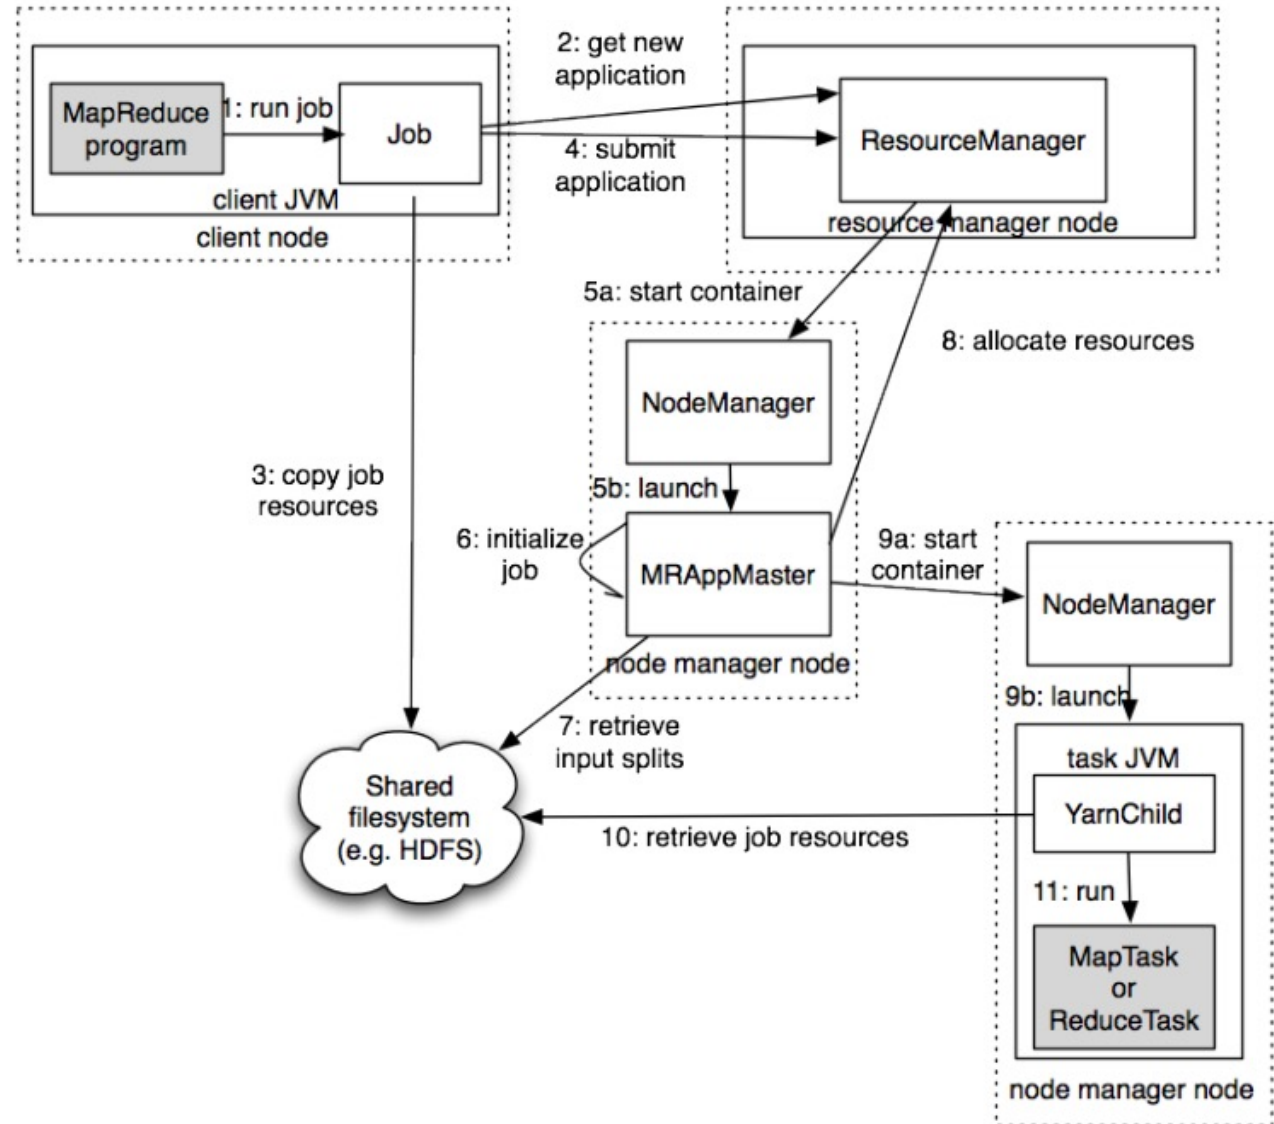 MapReduce
program
1: run job
Job
client JVM
client node
2: get new
application
4: submit
application
ResourceManager
resource manager node
5a: start container
8: allocate resources
NodeManager
3: copy job
resources
5b: launch
6: initialize
job
MRAppMaster
9a: start
container
NodeManager
node manager node
9b: launch
7: retrieve
input splits
task JVM
Shared
filesystem
(e.g. HDFS)
YarnChild
10: retrieve job resources
11: run
MapTask
or
ReduceTask
node manager node